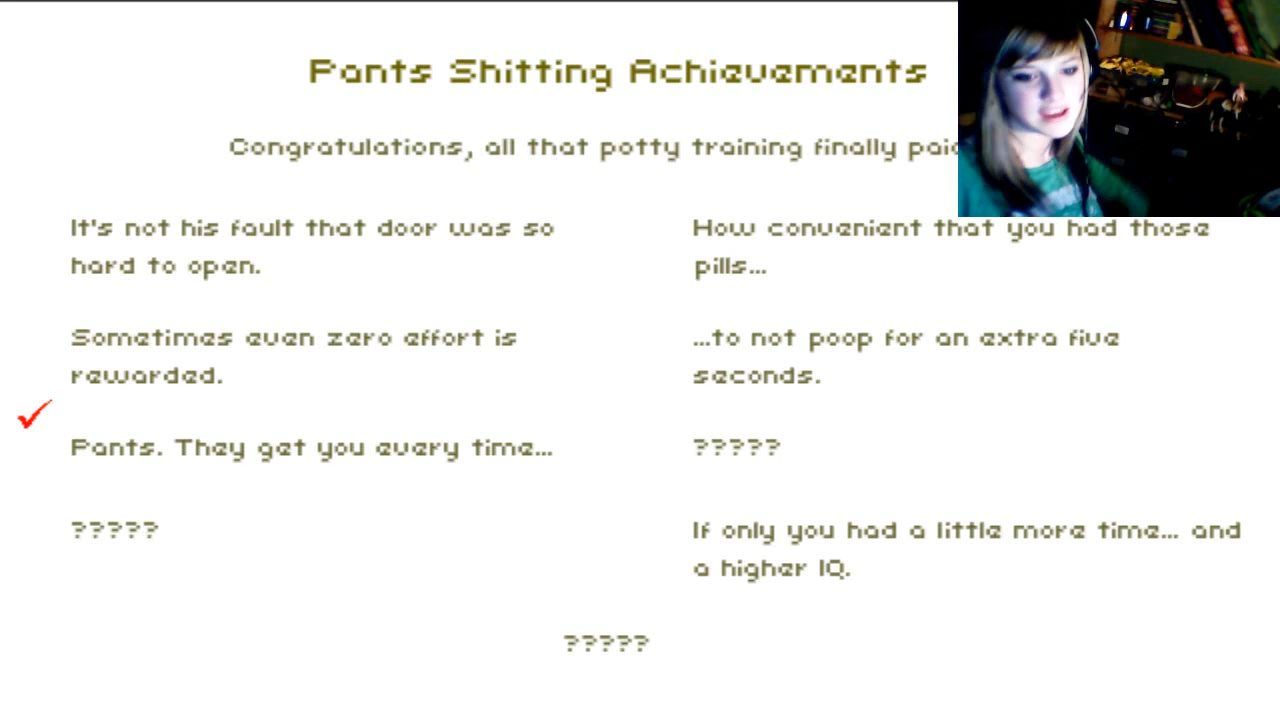 Pants Shitting Achievements
Congratulations, all that potty training finally
It's not his fault that door was so
hard to open.
Sometimes even zero effort is
rewarded.
Pants. They get you every time...
?????
How convenient that you had those
pills...
...to not poop for an extra five
seconds.
?????
If only you had a little more time... and
a higher IQ.
?????